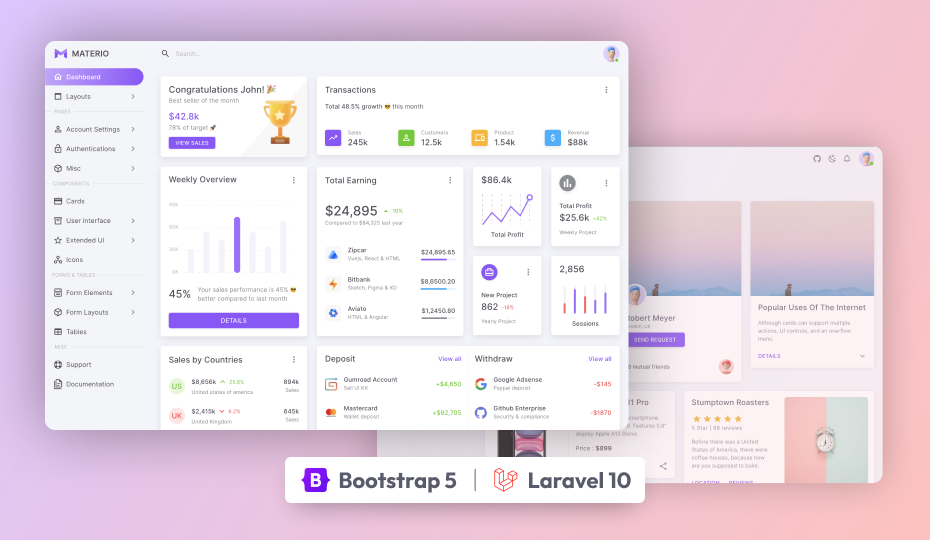 MATERIO
Search...
Dashboard
Layouts
PAGES
Account Settings
Authentications
Misc
COMPONENTS
Cards
User interface
Extended UI
Icons
FORMS & TABLES
Form Elements
Form Layouts
Tables
MISC
Support
Documentation
Congratulations John! 🎉
Best seller of the month
$42.8k
78% of target 🚀
VIEW SALES
Transactions
Total 48.5% growth 😎 this month
Sales
245k
Customers
12.5k
Product
1.54k
Revenue
$88k
Weekly Overview
90K
60K
30K
0K
45%
Your sales performance is 45% 😎
better compared to last month
DETAILS
Total Earning
$24,895
Compared to $84,325 last year
Zipcar
Vuejs, React & HTML
$24,895.65
Bitbank
Sketch, Figma & XD
$8,6500.20
Aviato
HTML & Angular
$1,2450.80
$86.4k
Total Profit
Total Profit
$25.6k +42%
Weekly Project
New Project
862 -18%
Yearly Project
2,856
Sessions
Sales by Countries
US
$8,656k 25.8%
United states of america
894k
Sales
UK
$2,415k 6.2%
United Kingdom
645k
Sales
Deposit
View all
Gumroad Account
Sell UI Kit
+$4,650
Mastercard
Wallet deposit
+$92,705
Withdraw
View all
Google Adsense
Paypal deposit
-$145
Github Enterprise
Security & compliance
-$1870
obert Meyer
SEND REQUEST
mutual friends
Popular Uses Of The Internet
Although cards can support multiple
actions, UI controls, and an overflow
menu.
DETAILS
11 Pro
smartphone.
Features 5.8"
display Apple A13 Bionic
Price : $899
Stumptown Roasters
5 Star | 98 reviews
Before there was a United
States of America, there were
coffee houses, because how
are you supposed to build.
LOCATION REVIEWS
B Bootstrap 5 | Laravel 10